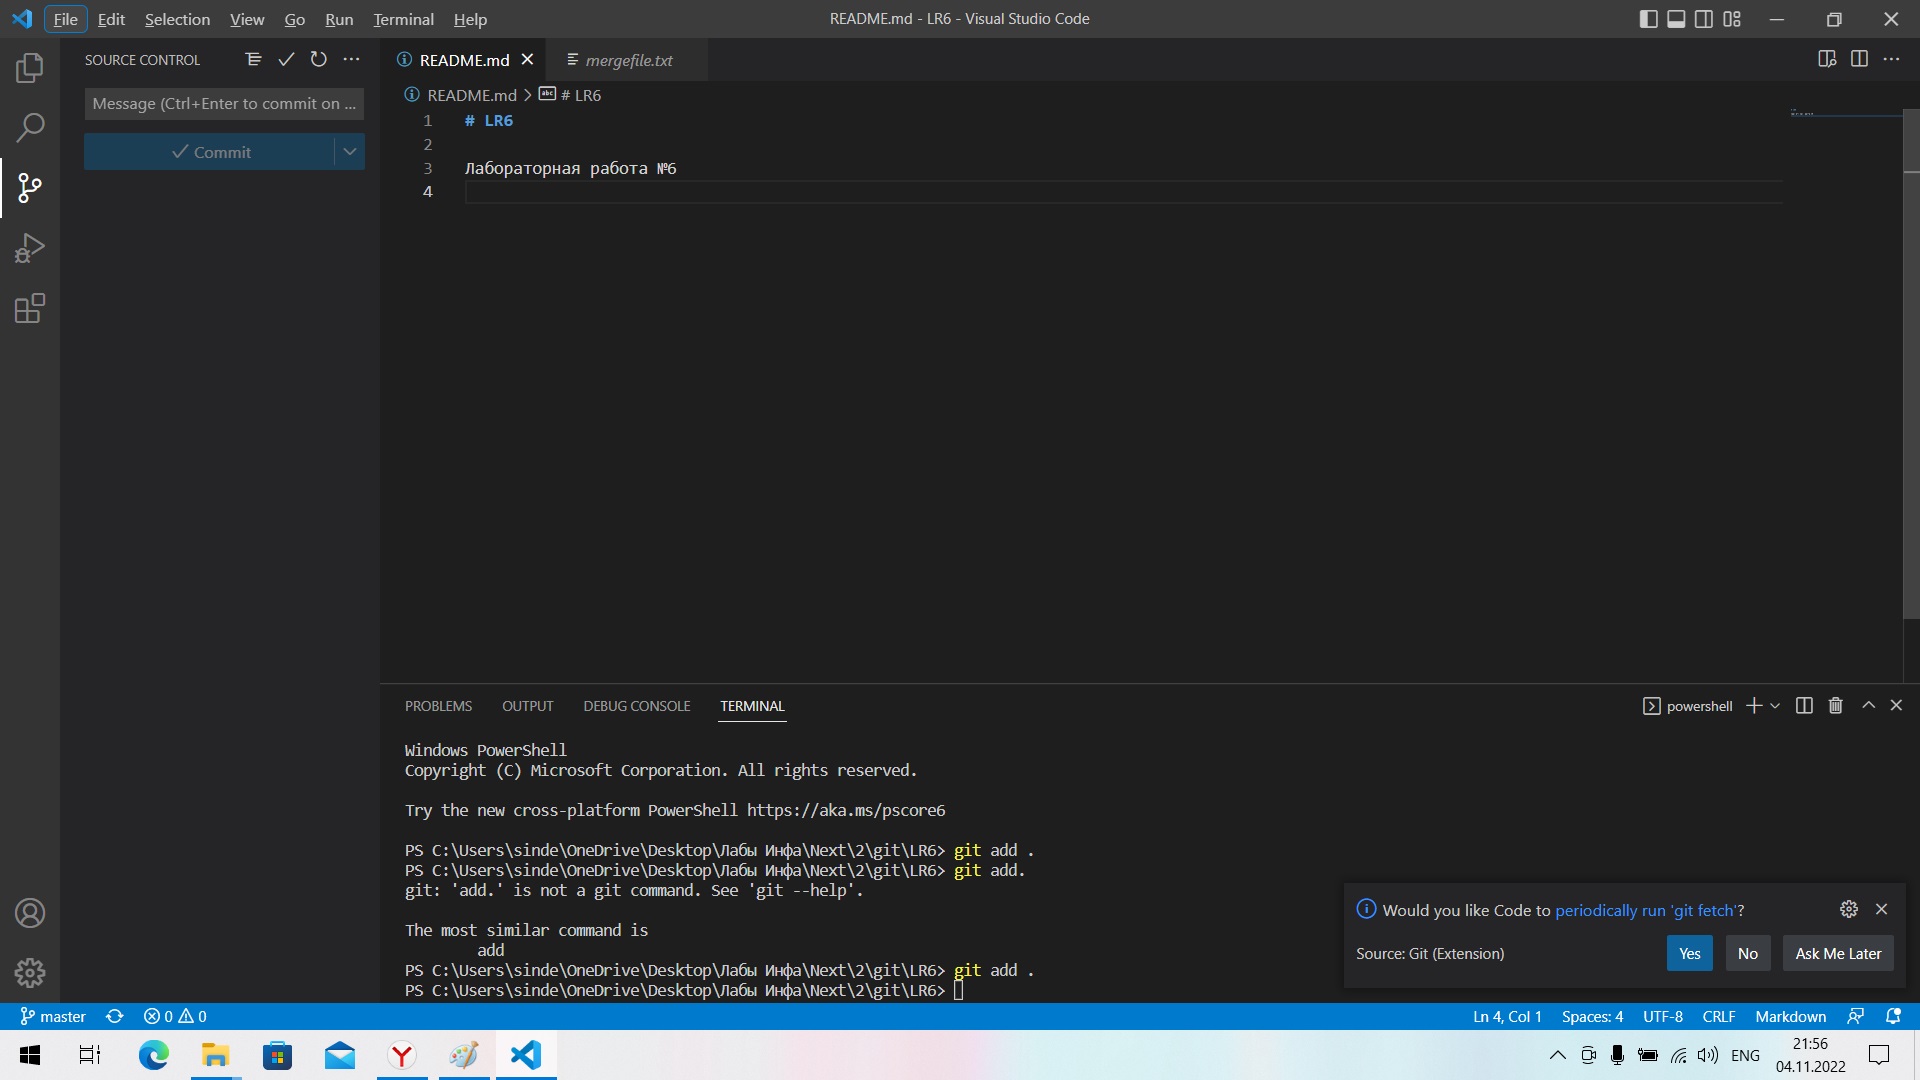 File Edit Selection View Go Run Terminal Help
README.md - LR6 - Visual Studio Code
SOURCE CONTROL
README.md
mergefile.txt
Message (Ctrl+Enter to commit on ...
Commit
README.md > # LR6
1 # LR6
2
3 Лабораторная работа №6
4
PROBLEMS OUTPUT DEBUG CONSOLE TERMINAL
powershell
Windows PowerShell
Copyright (C) Microsoft Corporation. All rights reserved.
Try the new cross-platform PowerShell https://aka.ms/pscore6
PS C:\Users\sinde\OneDrive\Desktop\Лабы Инфа\Next\2\git\LR6> git add .
PS C:\Users\sinde\OneDrive\Desktop\Лабы Инфа\Next\2\git\LR6> git add.
git: 'add.' is not a git command. See 'git --help'.
The most similar command is
add
PS C:\Users\sinde\OneDrive\Desktop\Лабы Инфа\Next\2\git\LR6> git add .
PS C:\Users\sinde\OneDrive\Desktop\Лабы Инфа\Next\2\git\LR6>
Would you like Code to periodically run 'git fetch'?
Source: Git (Extension)
Yes No Ask Me Later
master 0 0
Ln 4, Col 1 Spaces: 4 UTF-8 CRLF Markdown
ENG
21:56
04.11.2022